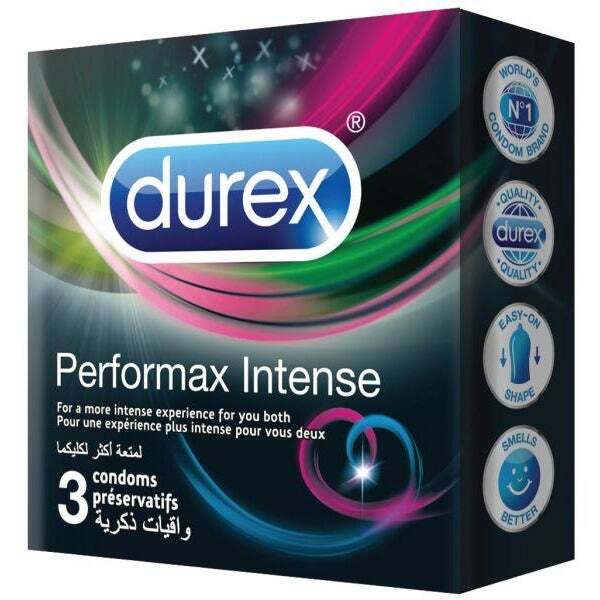 durex®
Performax Intense
For a more intense experience for you both
Pour une expérience plus intense pour vous deux
لمتعة أكثر لكليكما
3
condoms
préservatifs
واقيات ذكرية
WORLD'S
N°1
CONDOM BRAND
QUALITY
durex
QUALITY
EASY-ON
SHAPE
SMELLS
BETTER